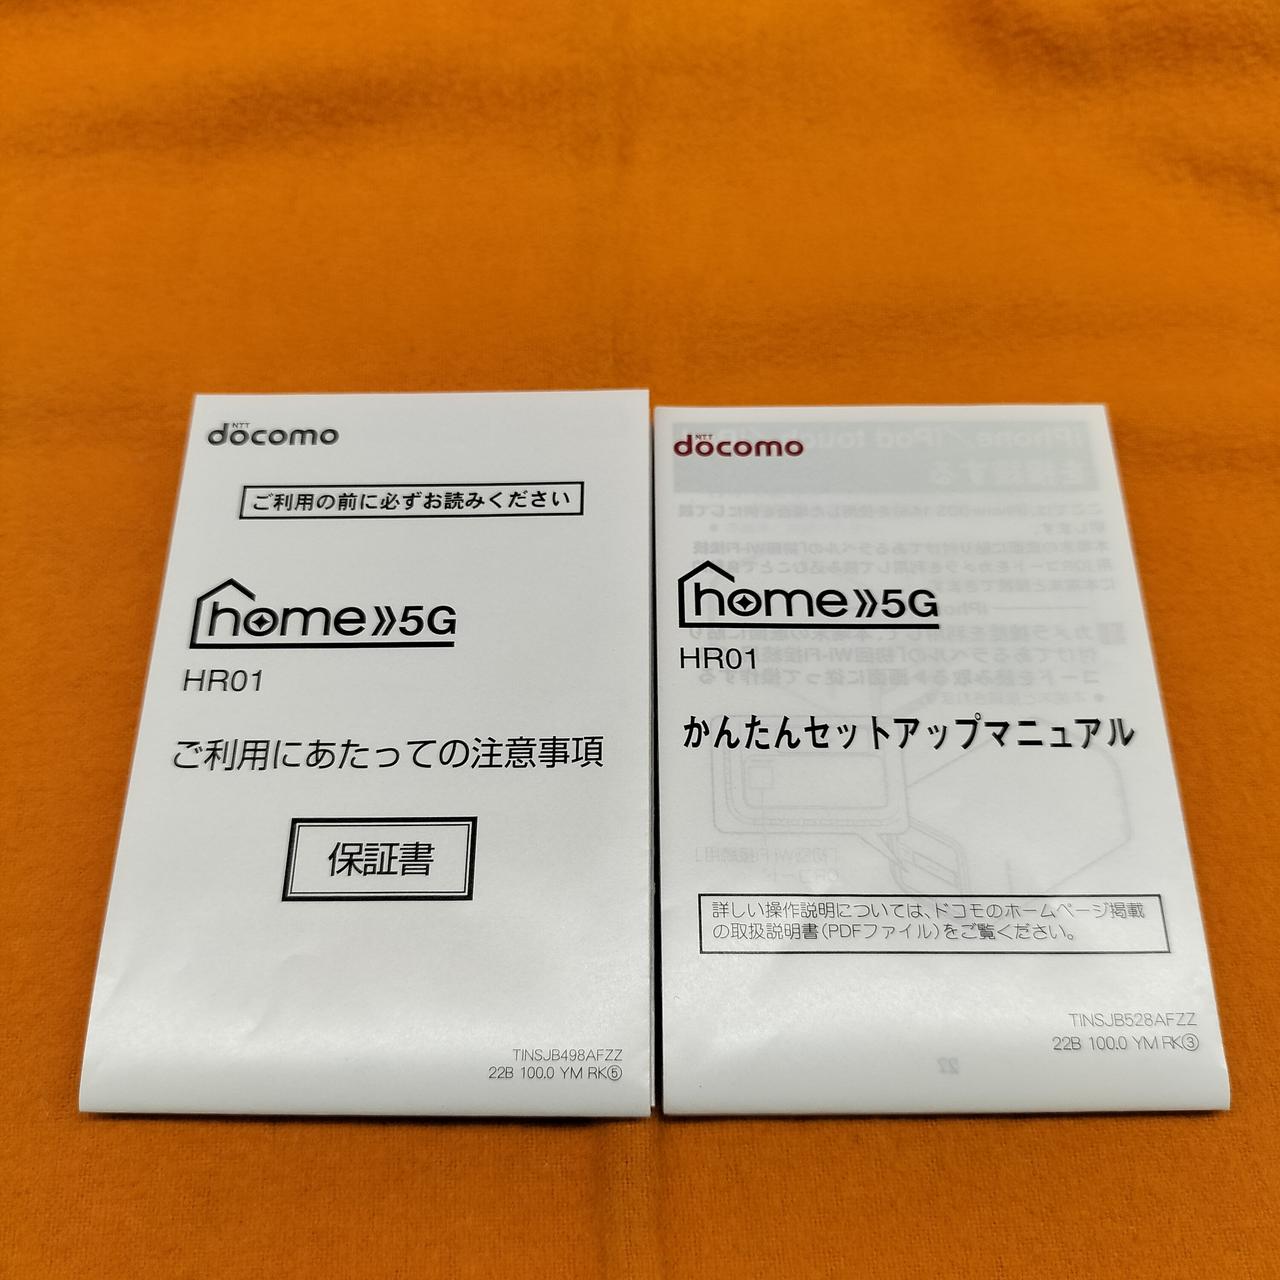 NTT
docomo
ご利用の前に必ずお読みください
home》5G
HR01
ご利用にあたっての注意事項
保証書
TINSJB498AFZZ
22B 100.0 YM RK⑤
NTT
docomo
home》5G
HR01
かんたんセットアップマニュアル
詳しい操作説明については、ドコモのホームページ掲載
の取扱説明書(PDFファイル)をご覧ください。
TINSJB528AFZZ
22B 100.0 YM RK③